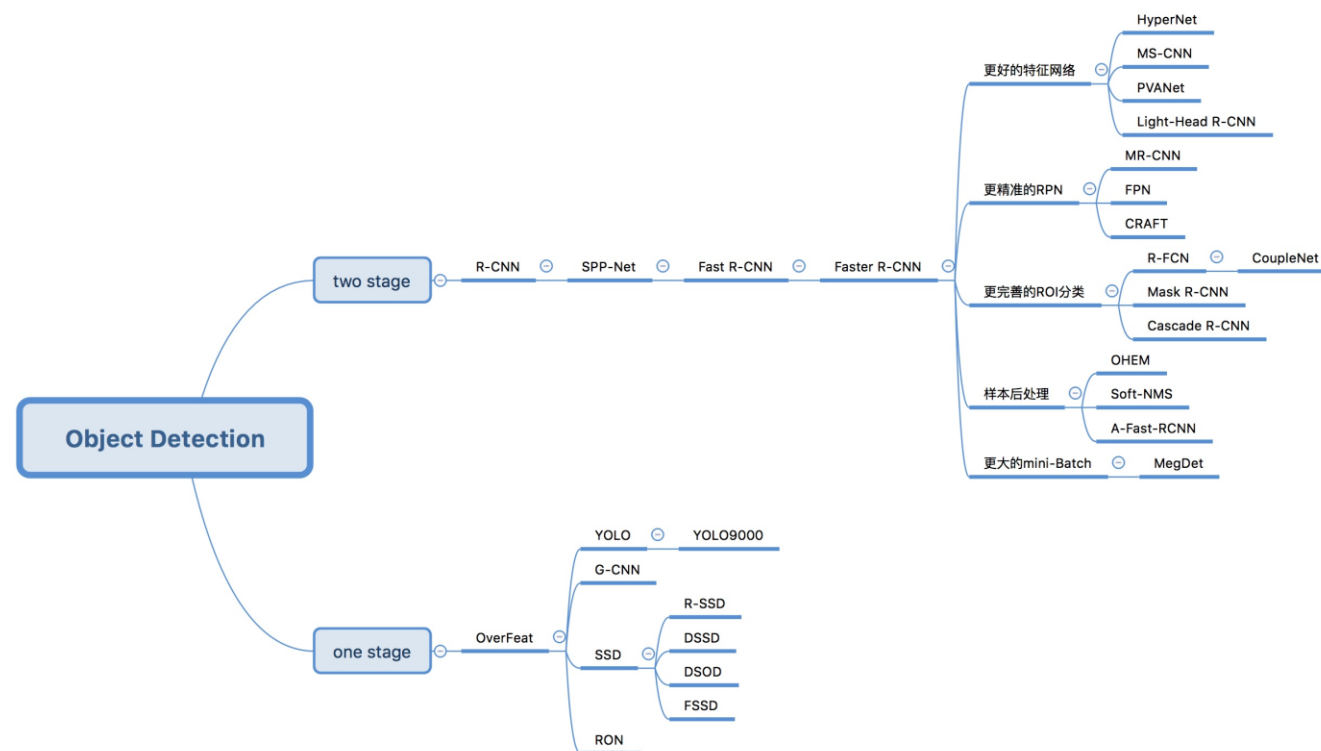 HyperNet
更好的特征网络
MS-CNN
PVANet
Light-Head R-CNN
MR-CNN
更精准的RPN
FPN
CRAFT
two stage
R-CNN
SPP-Net
Fast R-CNN
Faster R-CNN
R-FCN
CoupleNet
更完善的ROI分类
Mask R-CNN
Cascade R-CNN
OHEM
样本后处理
Soft-NMS
A-Fast-RCNN
更大的mini-Batch
MegDet
Object Detection
YOLO
YOLO9000
G-CNN
one stage
OverFeat
R-SSD
SSD
DSSD
DSOD
FSSD
RON